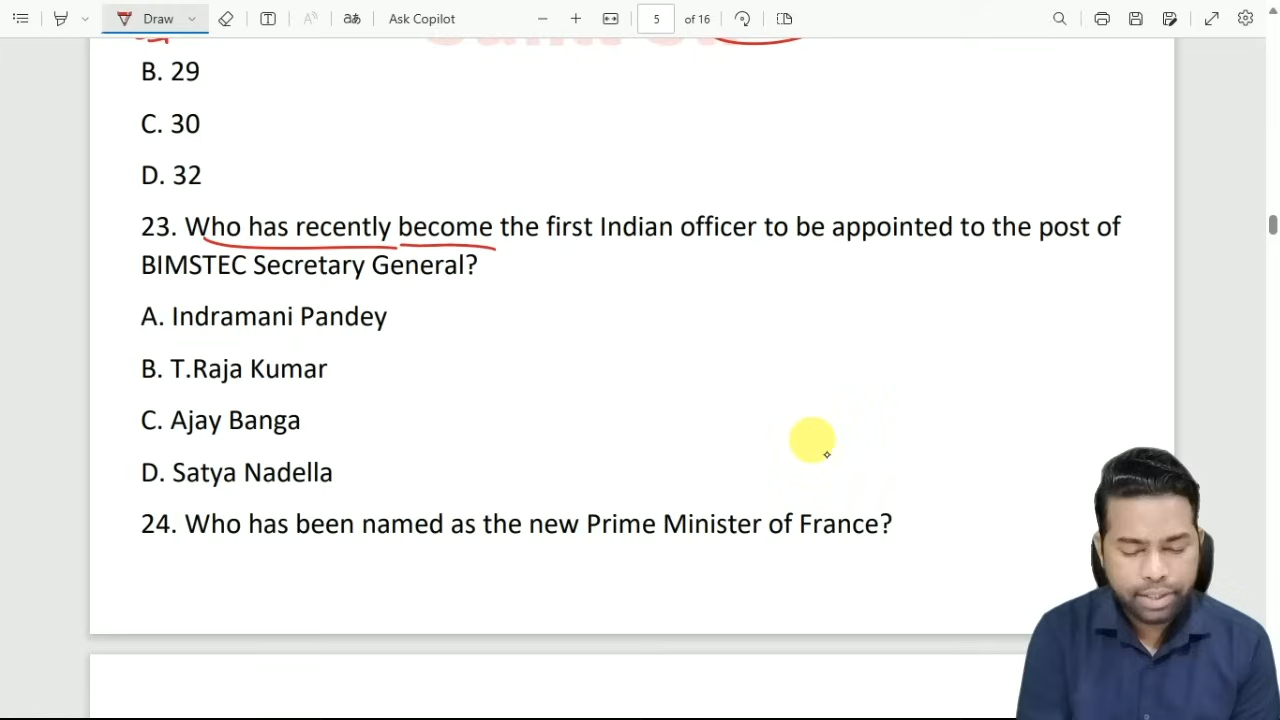 Draw
Ask Copilot
5
of 16
B. 29
C. 30
D. 32
23. Who has recently become the first Indian officer to be appointed to the post of
BIMSTEC Secretary General?
A. Indramani Pandey
B. T.Raja Kumar
C. Ajay Banga
D. Satya Nadella
24. Who has been named as the new Prime Minister of France?